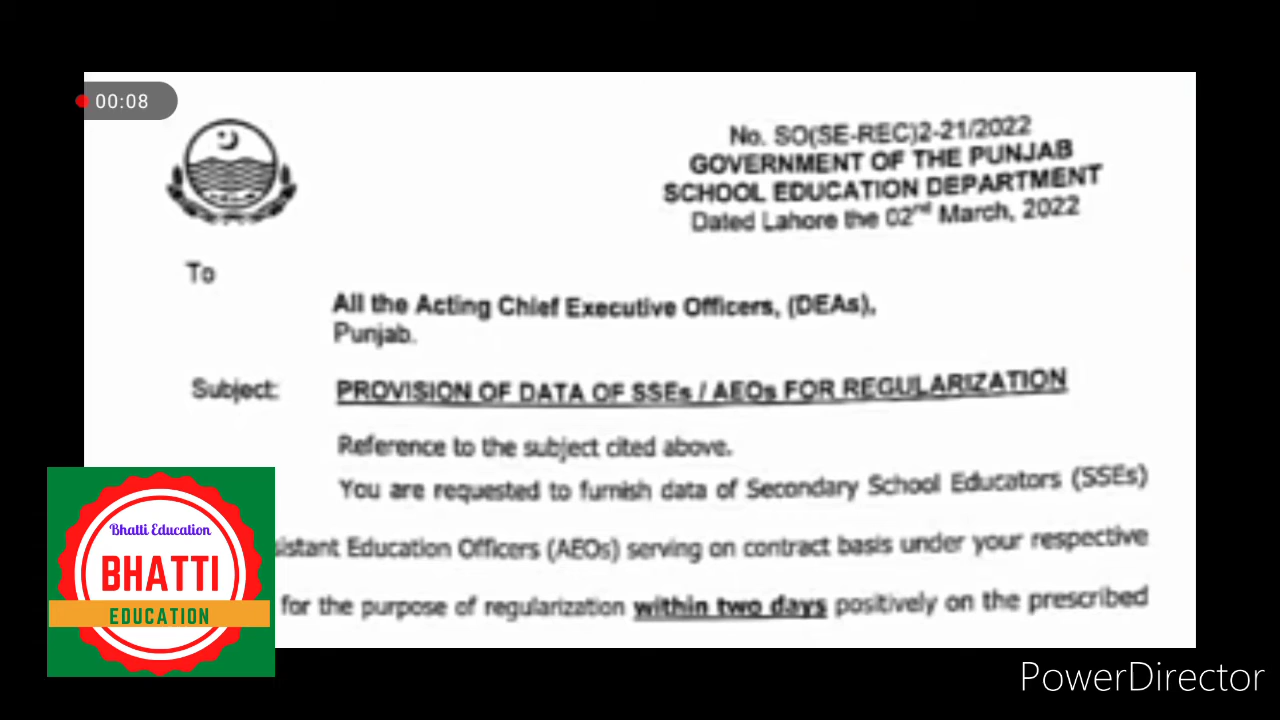 00:08
No. SO(SE-REC)2-21/2022
GOVERNMENT OF THE PUNJAB
SCHOOL EDUCATION DEPARTMENT
Dated Lahore the 02nd March, 2022
To
All the Acting Chief Executive Officers, (DEAs),
Punjab.
Subject: PROVISION OF DATA OF SSEs / AEOs FOR REGULARIZATION
Reference to the subject cited above.
You are requested to furnish data of Secondary School Educators (SSEs)
sistant Education Officers (AEOs) serving on contract basis under your respective
for the purpose of regularization within two days positively on the prescribed
Bhatti Education
BHATTI
EDUCATION
PowerDirector